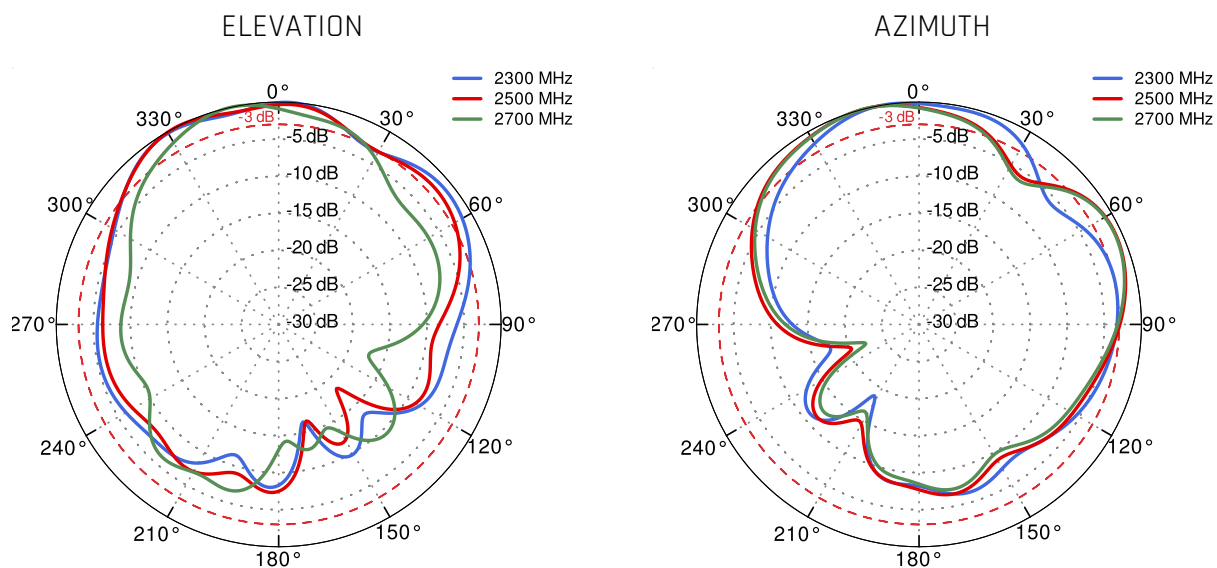 ELEVATION
2300 MHz
2500 MHz
2700 MHz
0°
330°
30°
-3 dB
-5 dB
-10 dB
300°
60°
-15 dB
-20 dB
-25 dB
-30 dB
270°
90°
240°
120°
210°
150°
180°
AZIMUTH
2300 MHz
2500 MHz
2700 MHz
0°
330°
30°
-3 dB
-5 dB
-10 dB
300°
60°
-15 dB
-20 dB
-25 dB
-30 dB
270°
90°
240°
120°
210°
150°
180°